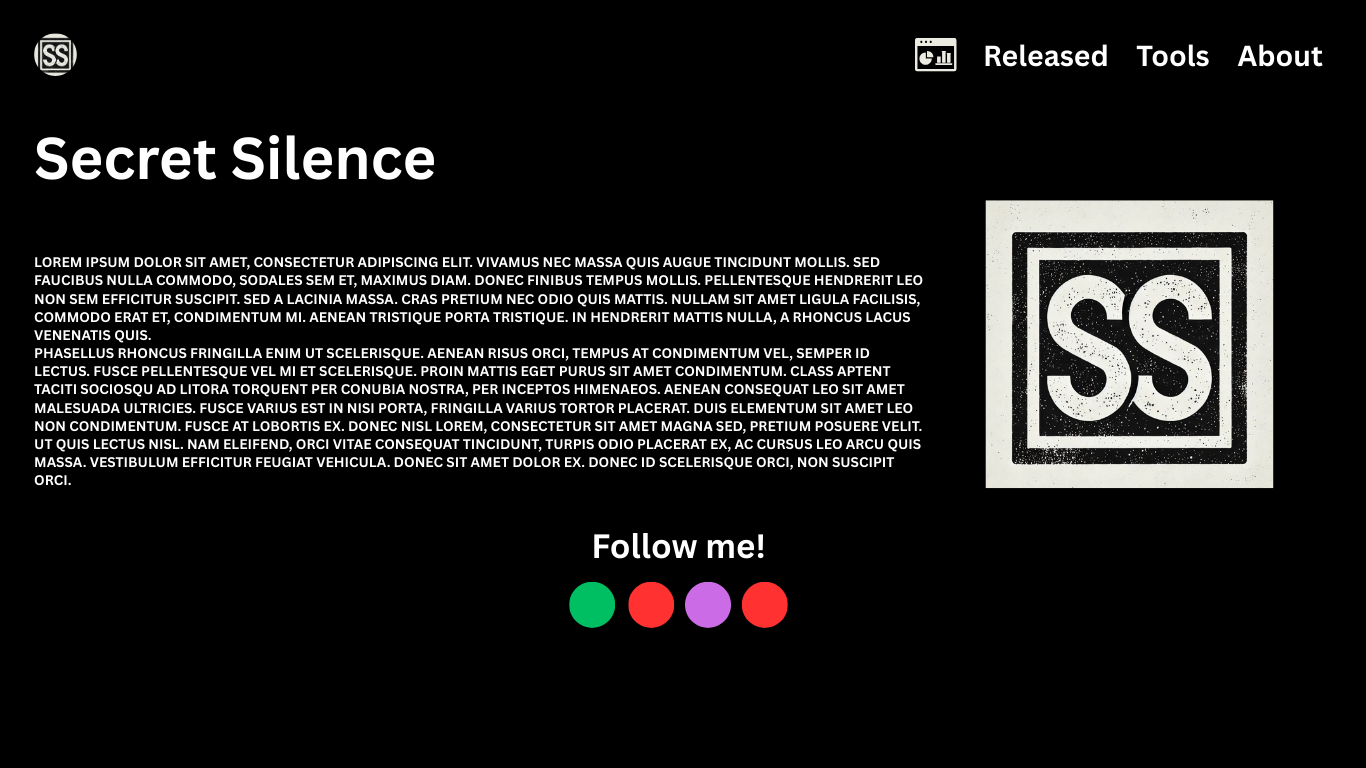 SS
Released Tools About
Secret Silence
LOREM IPSUM DOLOR SIT AMET, CONSECTETUR ADIPISCING ELIT. VIVAMUS NEC MASSA QUIS AUGUE TINCIDUNT MOLLIS. SED
FAUCIBUS NULLA COMMODO, SODALES SEM ET, MAXIMUS DIAM. DONEC FINIBUS TEMPUS MOLLIS. PELLENTESQUE HENDRERIT LEO
NON SEM EFFICITUR SUSCIPIT. SED A LACINIA MASSA. CRAS PRETIUM NEC ODIO QUIS MATTIS. NULLAM SIT AMET LIGULA FACILISIS,
COMMODO ERAT ET, CONDIMENTUM MI. AENEAN TRISTIQUE PORTA TRISTIQUE. IN HENDRERIT MATTIS NULLA, A RHONCUS LACUS
VENENATIS QUIS.
PHASELLUS RHONCUS FRINGILLA ENIM UT SCELERISQUE. AENEAN RISUS ORCI, TEMPUS AT CONDIMENTUM VEL, SEMPER ID
LECTUS. FUSCE PELLENTESQUE VEL MI ET SCELERISQUE. PROIN MATTIS EGET PURUS SIT AMET CONDIMENTUM. CLASS APTENT
TACITI SOCIOSQU AD LITORA TORQUENT PER CONUBIA NOSTRA, PER INCEPTOS HIMENAEOS. AENEAN CONSEQUAT LEO SIT AMET
MALESUADA ULTRICIES. FUSCE VARIUS EST IN NISI PORTA, FRINGILLA VARIUS TORTOR PLACERAT. DUIS ELEMENTUM SIT AMET LEO
NON CONDIMENTUM. FUSCE AT LOBORTIS EX. DONEC NISL LOREM, CONSECTETUR SIT AMET MAGNA SED, PRETIUM POSUERE VELIT.
UT QUIS LECTUS NISL. NAM ELEIFEND, ORCI VITAE CONSEQUAT TINCIDUNT, TURPIS ODIO PLACERAT EX, AC CURSUS LEO ARCU QUIS
MASSA. VESTIBULUM EFFICITUR FEUGIAT VEHICULA. DONEC SIT AMET DOLOR EX. DONEC ID SCELERISQUE ORCI, NON SUSCIPIT
ORCI.
SS
Follow me!